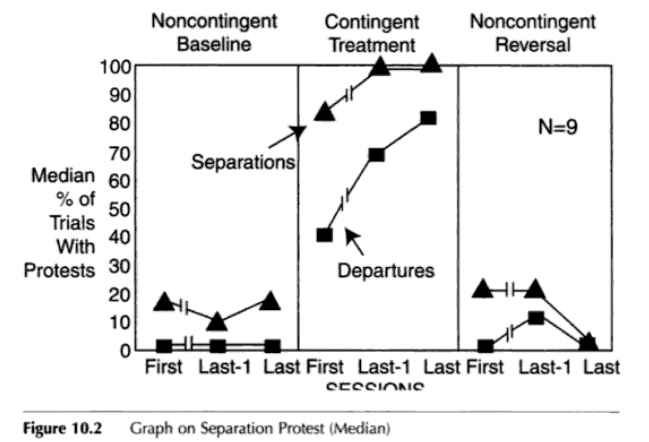 Noncontingent
Baseline
Contingent
Treatment
Noncontingent
Reversal
100
90
80
70
60
50
40
30
20
10
0
Median
% of
Trials
With
Protests
Separations
Departures
N=9
First Last-1 Last First Last-1 Last First Last-1 Last
SESSIONS
Figure 10.2 Graph on Separation Protest (Median)